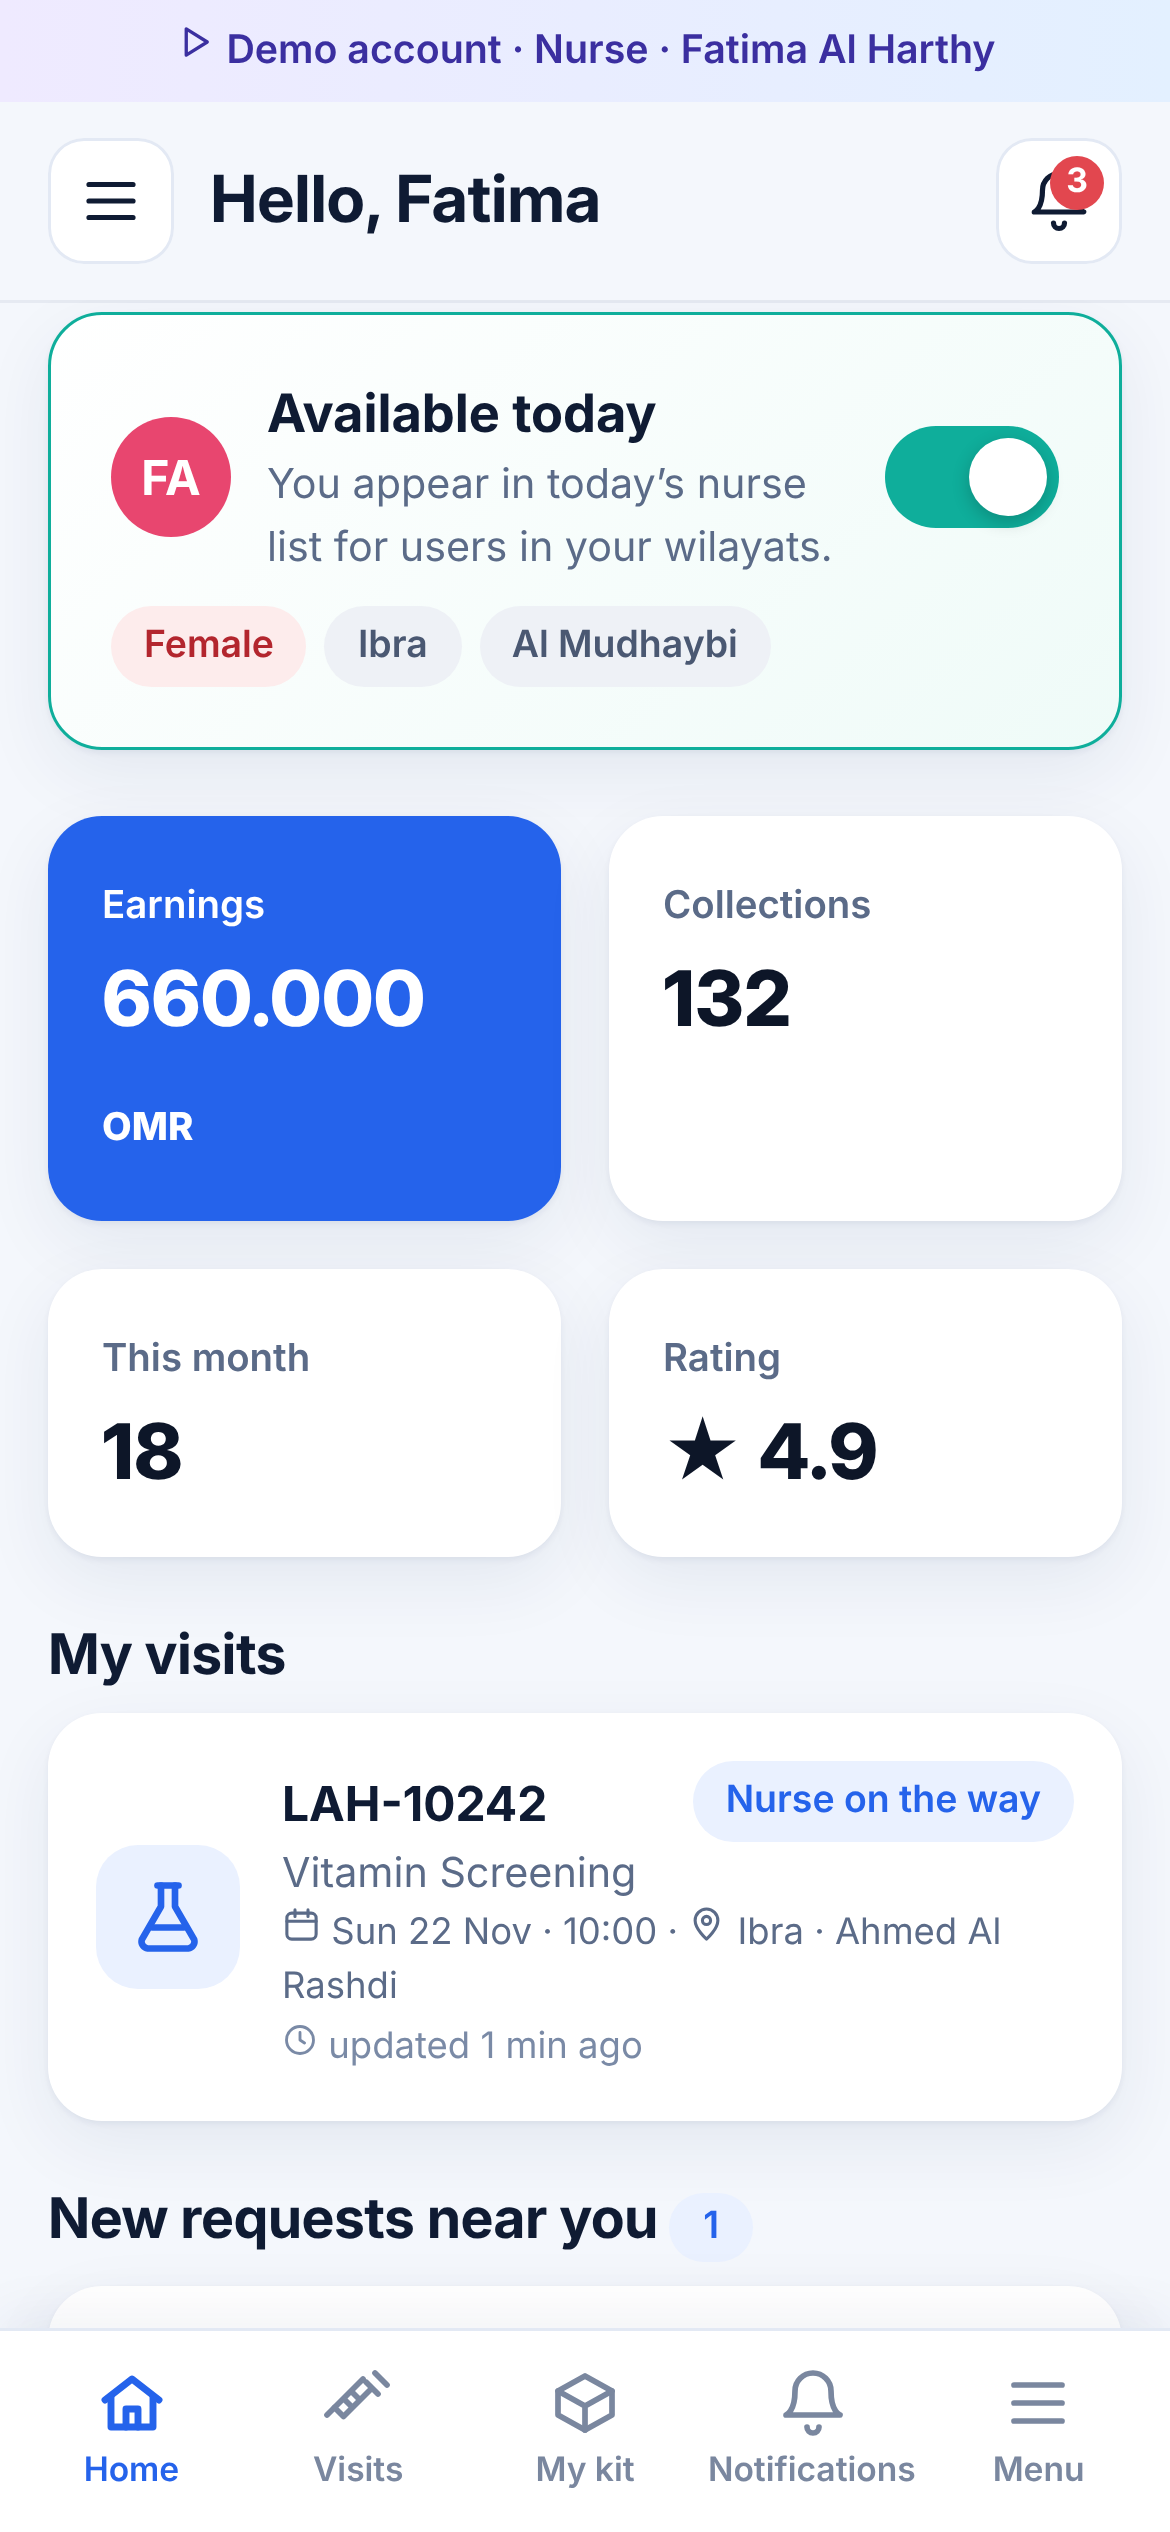 Demo account · Nurse · Fatima Al Harthy
Hello, Fatima
3
FA
Available today
You appear in today’s nurse
list for users in your wilayats.
Female
Ibra
Al Mudhaybi
Earnings
660.000
OMR
Collections
132
This month
18
Rating
★ 4.9
My visits
LAH-10242
Nurse on the way
Vitamin Screening
Sun 22 Nov · 10:00 · Ibra · Ahmed Al
Rashdi
updated 1 min ago
New requests near you 1
Home
Visits
My kit
Notifications
Menu